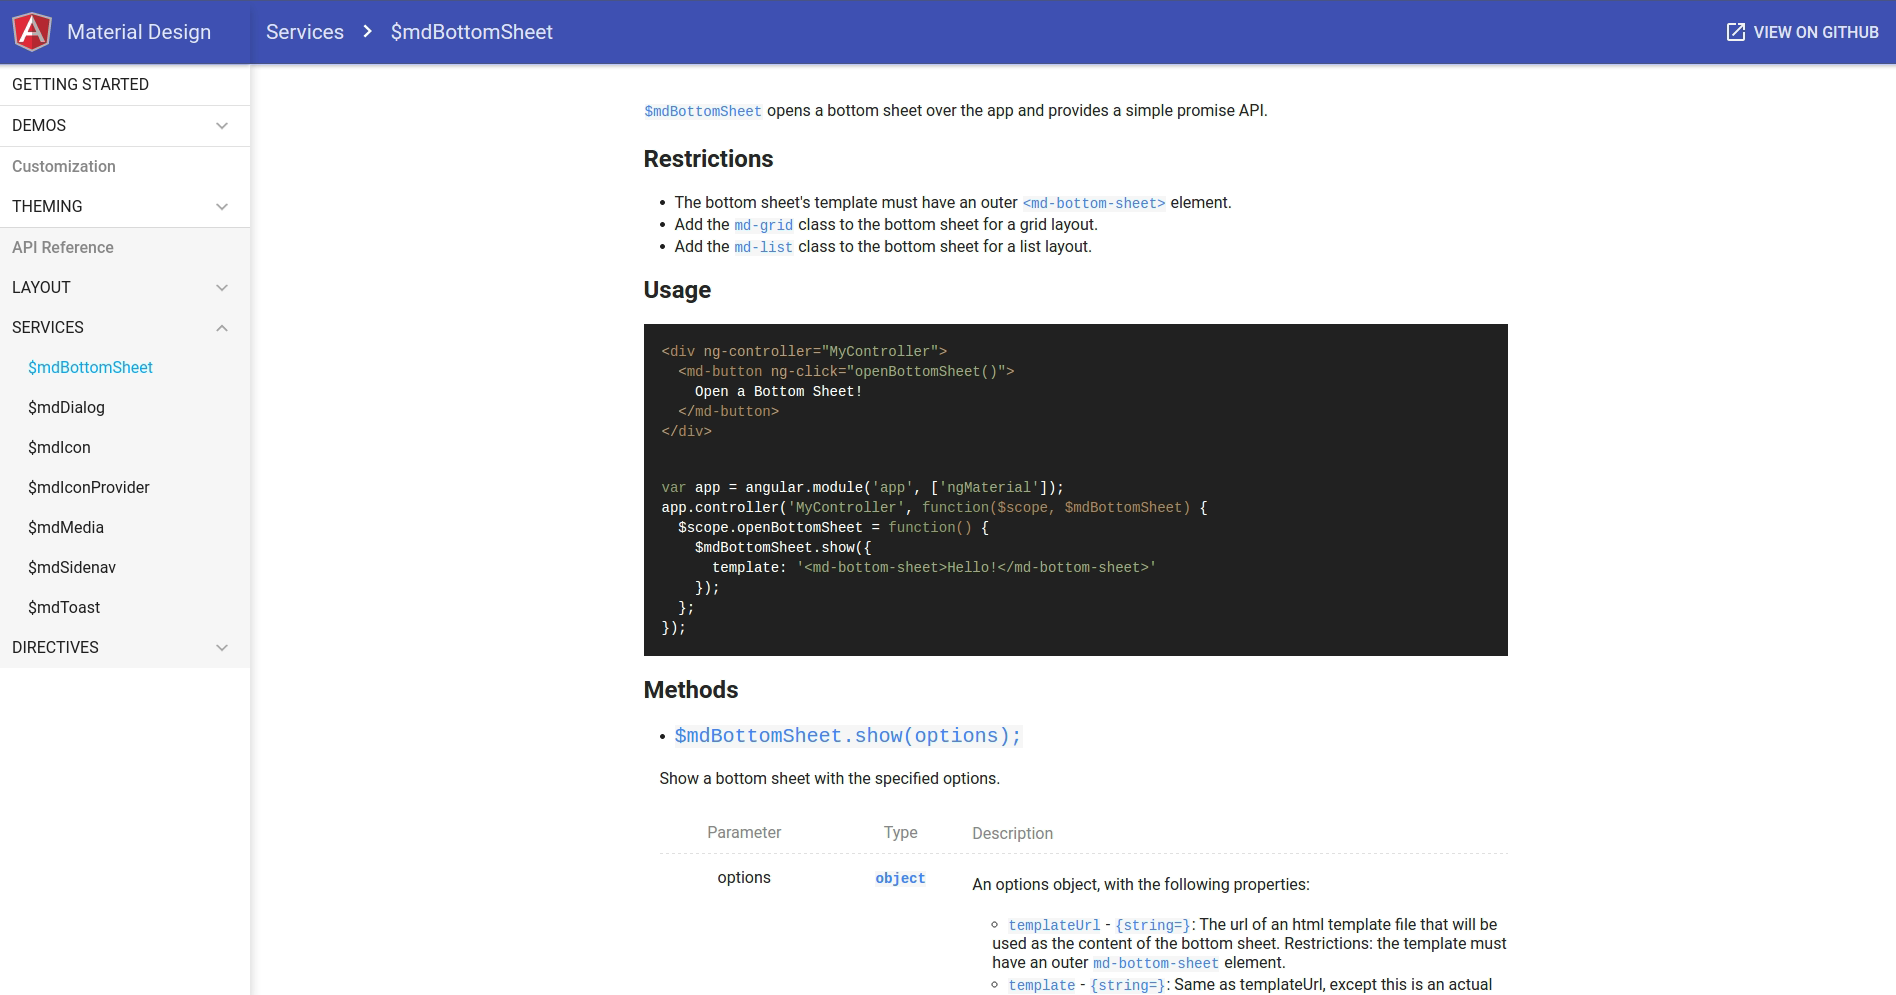 Material Design
Services > $mdBottomSheet
VIEW ON GITHUB
GETTING STARTED
DEMOS
Customization
THEMING
API Reference
LAYOUT
SERVICES
$mdBottomSheet
$mdDialog
$mdIcon
$mdIconProvider
$mdMedia
$mdSidenav
$mdToast
DIRECTIVES
$mdBottomSheet opens a bottom sheet over the app and provides a simple promise API.
Restrictions
• The bottom sheet's template must have an outer <md-bottom-sheet> element.
• Add the md-grid class to the bottom sheet for a grid layout.
• Add the md-list class to the bottom sheet for a list layout.
Usage
<div ng-controller="MyController">
  <md-button ng-click="openBottomSheet()">
    Open a Bottom Sheet!
  </md-button>
</div>
var app = angular.module('app', ['ngMaterial']);
app.controller('MyController', function($scope, $mdBottomSheet) {
  $scope.openBottomSheet = function() {
    $mdBottomSheet.show({
      template: '<md-bottom-sheet>Hello!</md-bottom-sheet>'
    });
  };
});
Methods
• $mdBottomSheet.show(options);
Show a bottom sheet with the specified options.
Parameter Type Description
options object An options object, with the following properties:
◦ templateUrl - {string=}: The url of an html template file that will be
used as the content of the bottom sheet. Restrictions: the template must
have an outer md-bottom-sheet element.
◦ template - {string=}: Same as templateUrl, except this is an actual